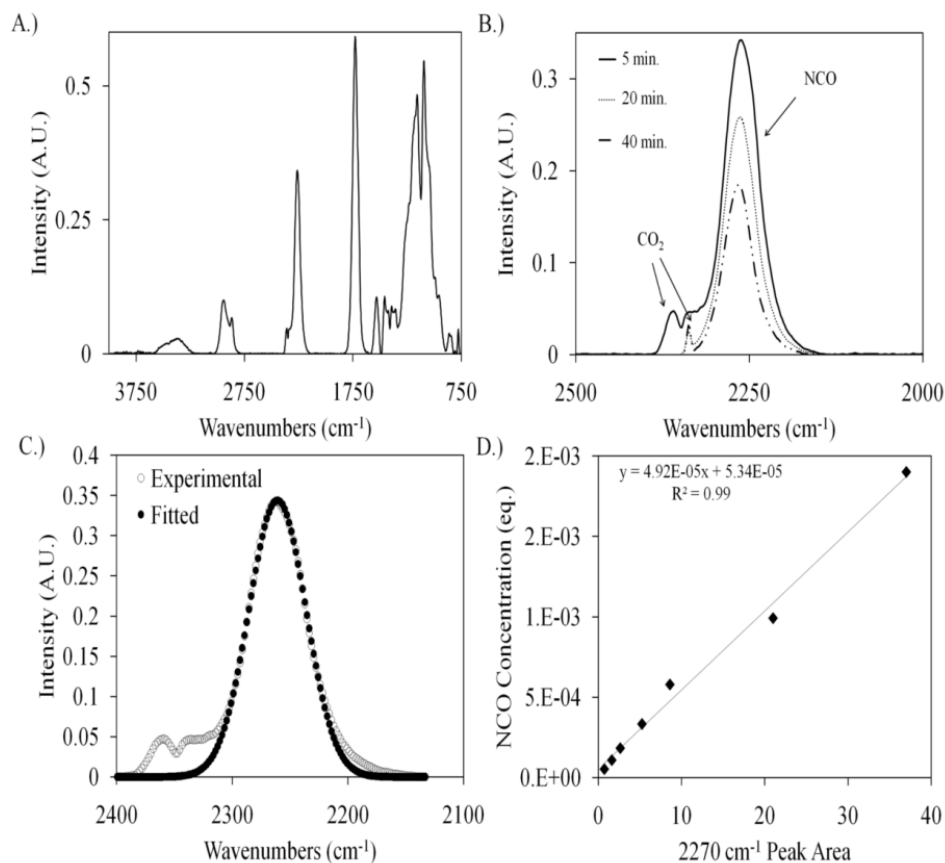 A.)
0.5
0.25
0
Intensity (A.U.)
3750
2750
1750
750
Wavenumbers (cm⁻¹)
B.)
0.3
0.2
0.1
0
Intensity (A.U.)
5 min.
20 min.
40 min.
NCO
CO₂
2500
2250
2000
Wavenumbers (cm⁻¹)
C.)
0.4
0.35
0.3
0.25
0.2
0.15
0.1
0.05
0
Intensity (A.U.)
Experimental
Fitted
2400
2300
2200
2100
Wavenumbers (cm⁻¹)
D.)
2.E-03
2.E-03
1.E-03
5.E-04
0.E+00
NCO Concentration (eq.)
y = 4.92E-05x + 5.34E-05
R² = 0.99
0
10
20
30
40
2270 cm⁻¹ Peak Area